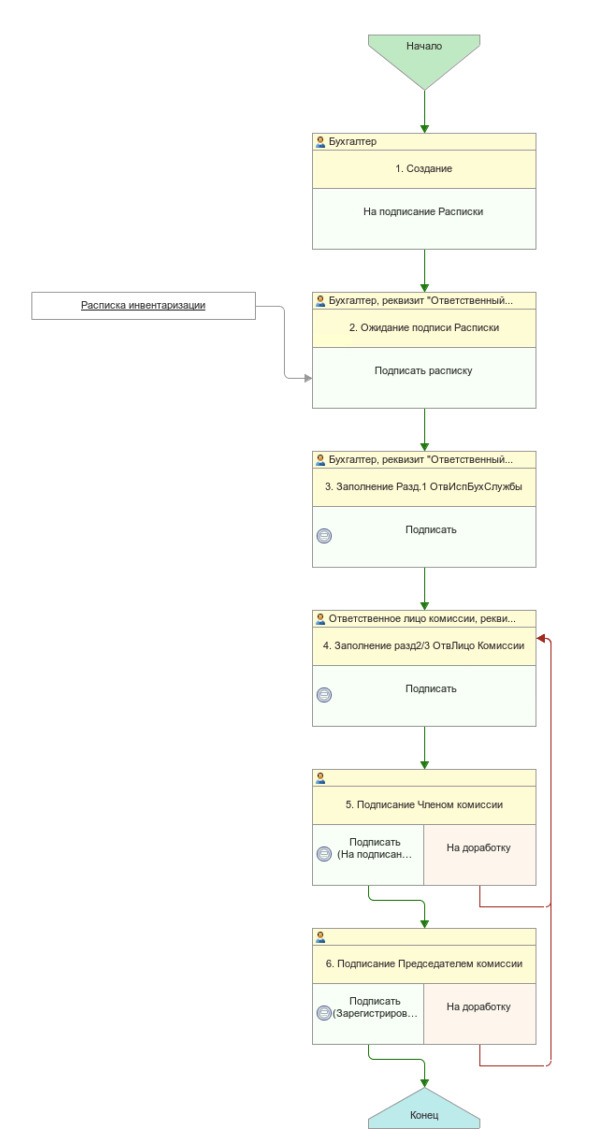 Начало
Бухгалтер
1. Создание
На подписание Расписки
Расписка инвентаризации
Бухгалтер, реквизит "Ответственный...
2. Ожидание подписи Расписки
Подписать расписку
Бухгалтер, реквизит "Ответственный...
3. Заполнение Разд.1 ОтвИспБухСлужбы
Подписать
Ответственное лицо комиссии, рекви...
4. Заполнение разд2/3 ОтвЛицо Комиссии
Подписать
5. Подписание Членом комиссии
Подписать
(На подписан...
На доработку
6. Подписание Председателем комиссии
Подписать
(Зарегистриров...
На доработку
Конец